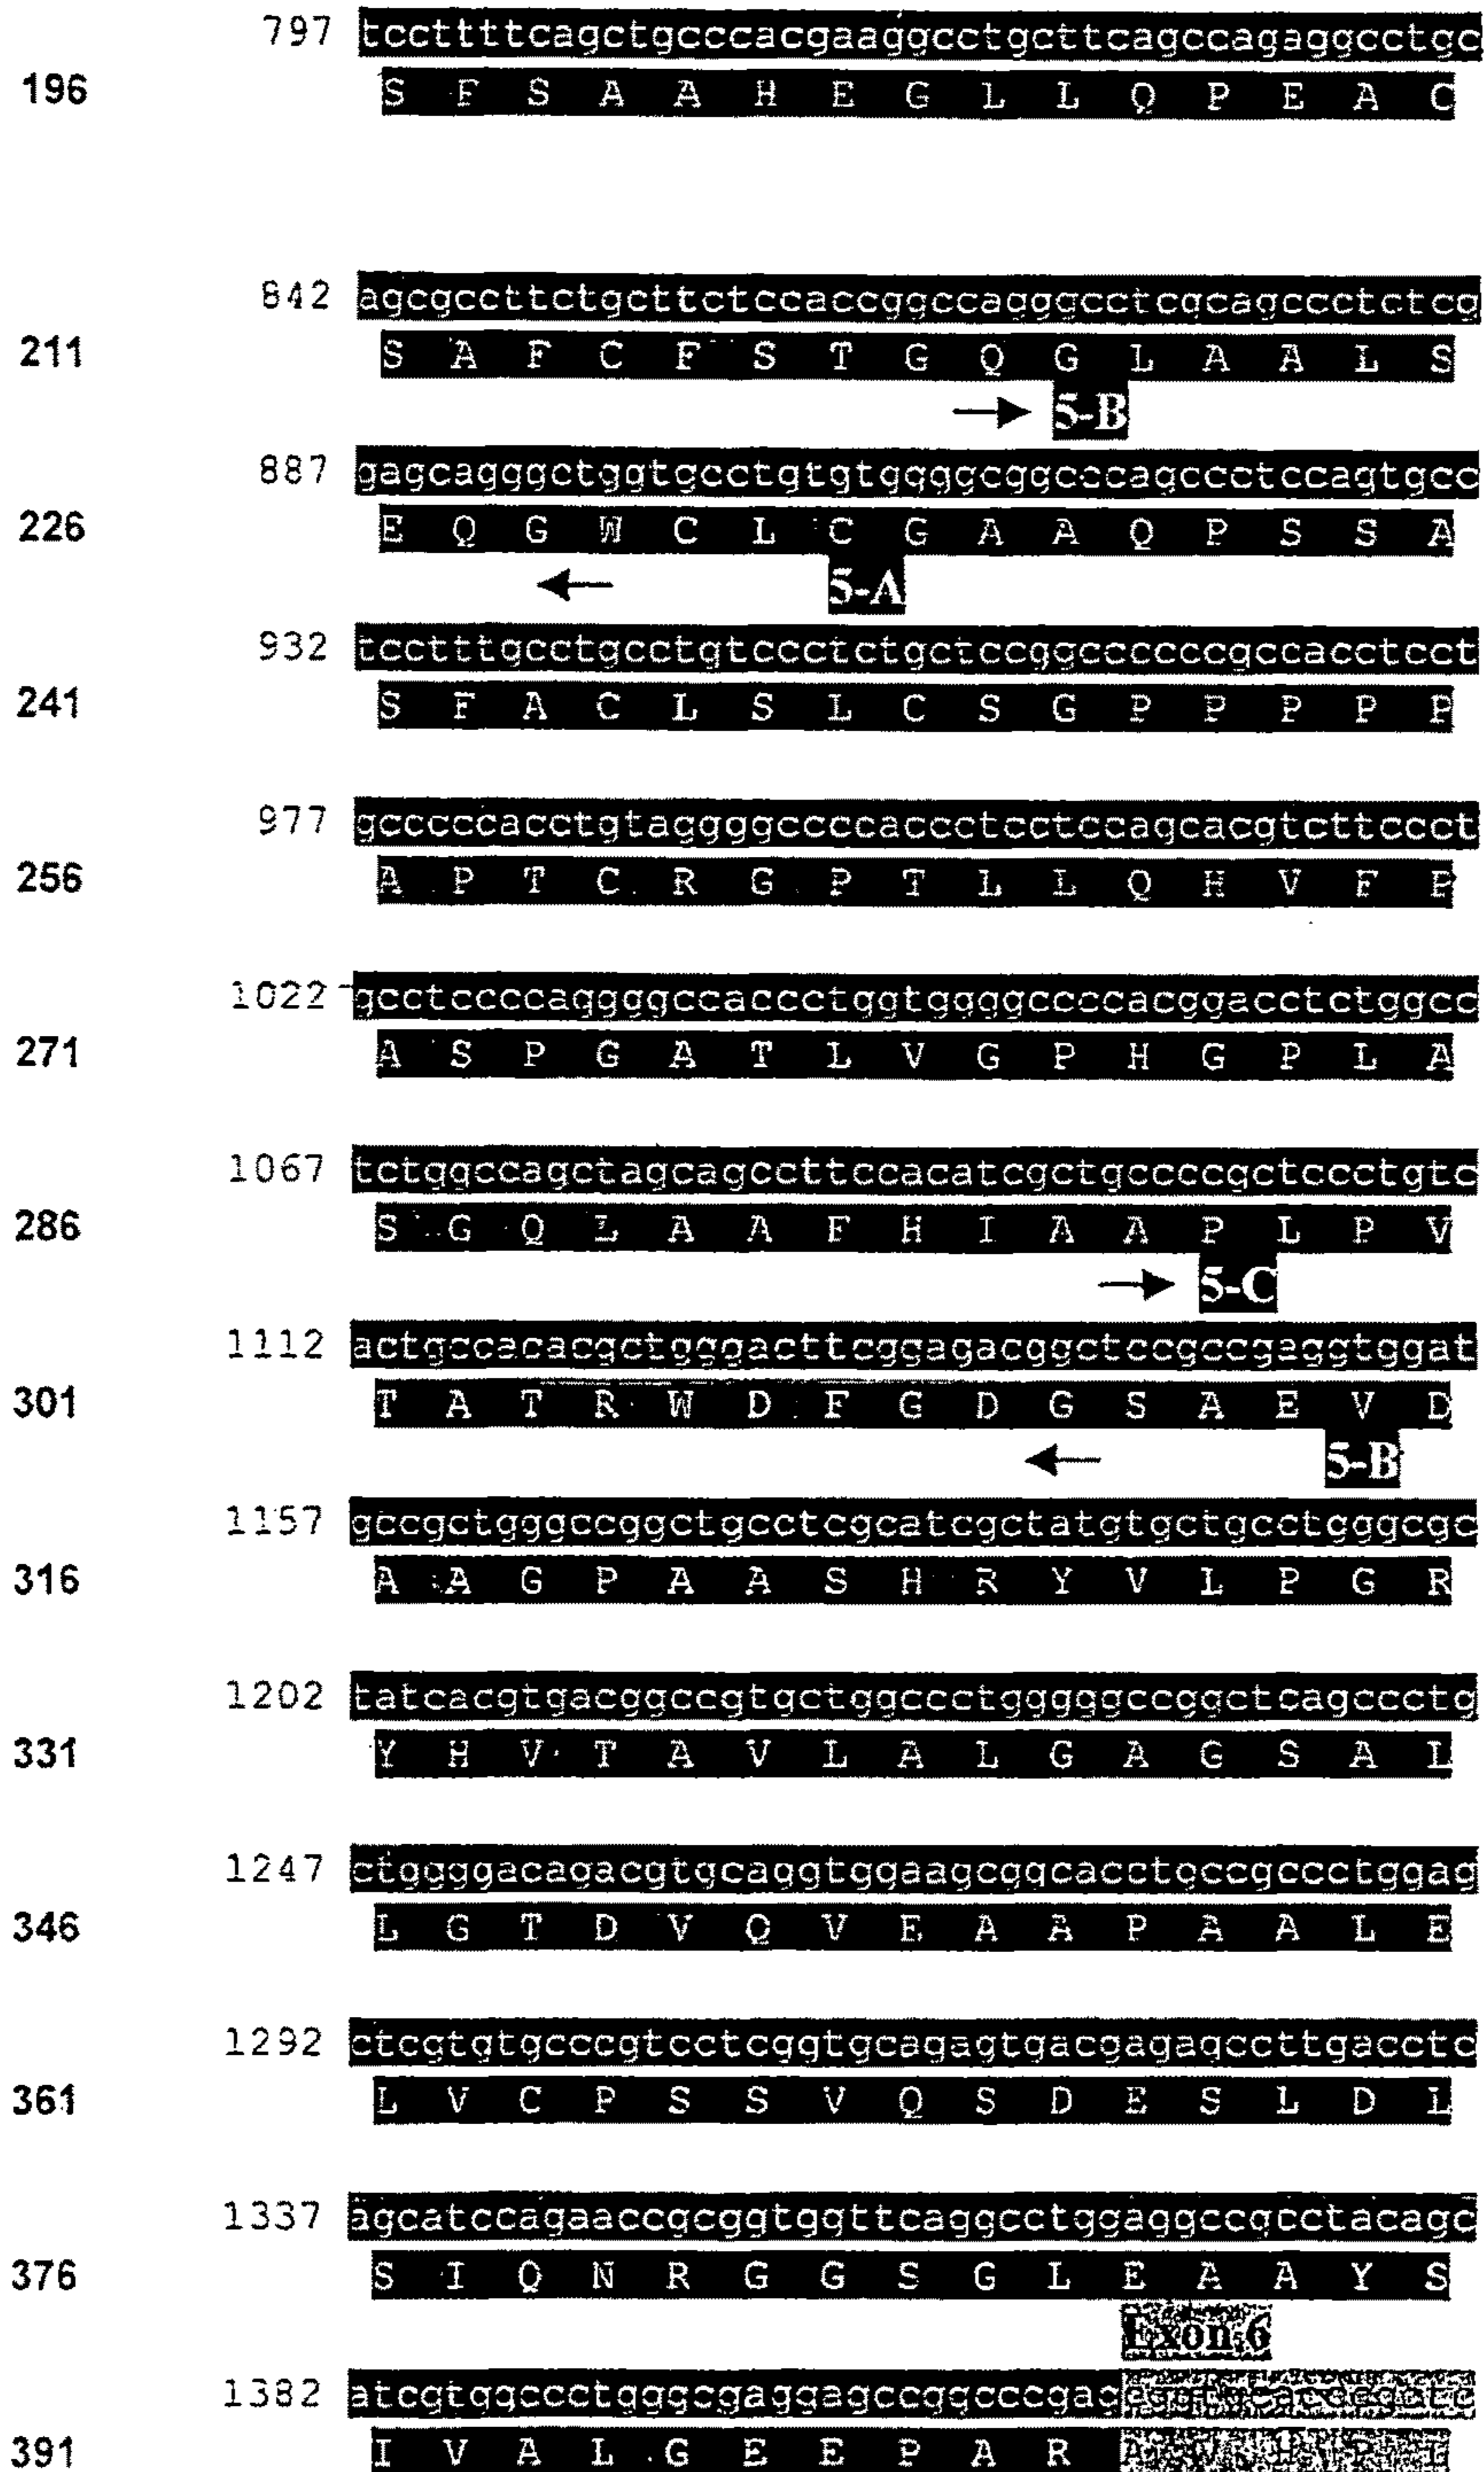 797 tccttttcagctgcccacgaaggcctgcttcagccagaggcctgc
196 S F S A A H E G L L Q P E A C
842 agcgccttctgcttctccaccggccagggcctcgcagccctctcg
211 S A F C F S T G Q G L A A L S
→ 5-B
887 gagcagggctggtgcctgtgtggggcggcccagccctccagtgcc
226 E Q G W C L C G A A Q P S S A
← 5-A
932 tcctttgcctgcctgtccctctgctccggccccccgccacctcct
241 S F A C L S L C S G P P P P P
977 gcccccacctgtaggggccccaccctcctccagcacgtcttccct
256 A P T C R G P T L L Q H V F P
1022 gcctccccaggggccaccctggtggggccccacggacctctggcc
271 A S P G A T L V G P H G P L A
1067 tctggccagctagcagccttccacatcgctgccccgctccctgtc
286 S G Q L A A F H I A A P L P V
→ 5-C
1112 actgccacacgctgggacttcggagacggctccgccgaggtggat
301 T A T R W D F G D G S A E V D
← 5-B
1157 gccgctgggccggctgcctcgcatcgctatgtgctgcctgggcgc
316 A A G P A A S H R Y V L P G R
1202 tatcacgtgacggccgtgctggccctgggggccggctcagccctg
331 Y H V T A V L A L G A G S A L
1247 ctggggacagacgtgcaggtggaagcggcacctgccgccctggag
346 L G T D V Q V E A A P A A L E
1292 ctcgtgtgcccgtcctcggtgcagagtgacgagagccttgacctc
361 L V C P S S V Q S D E S L D L
1337 agcatccagaaccgcggtggttcaggcctggaggccgcctacagc
376 S I Q N R G G S G L E A A Y S
Exon 6
1382 atcgtggccctgggcgaggagccggcccgag
391 I V A L G E E P A R